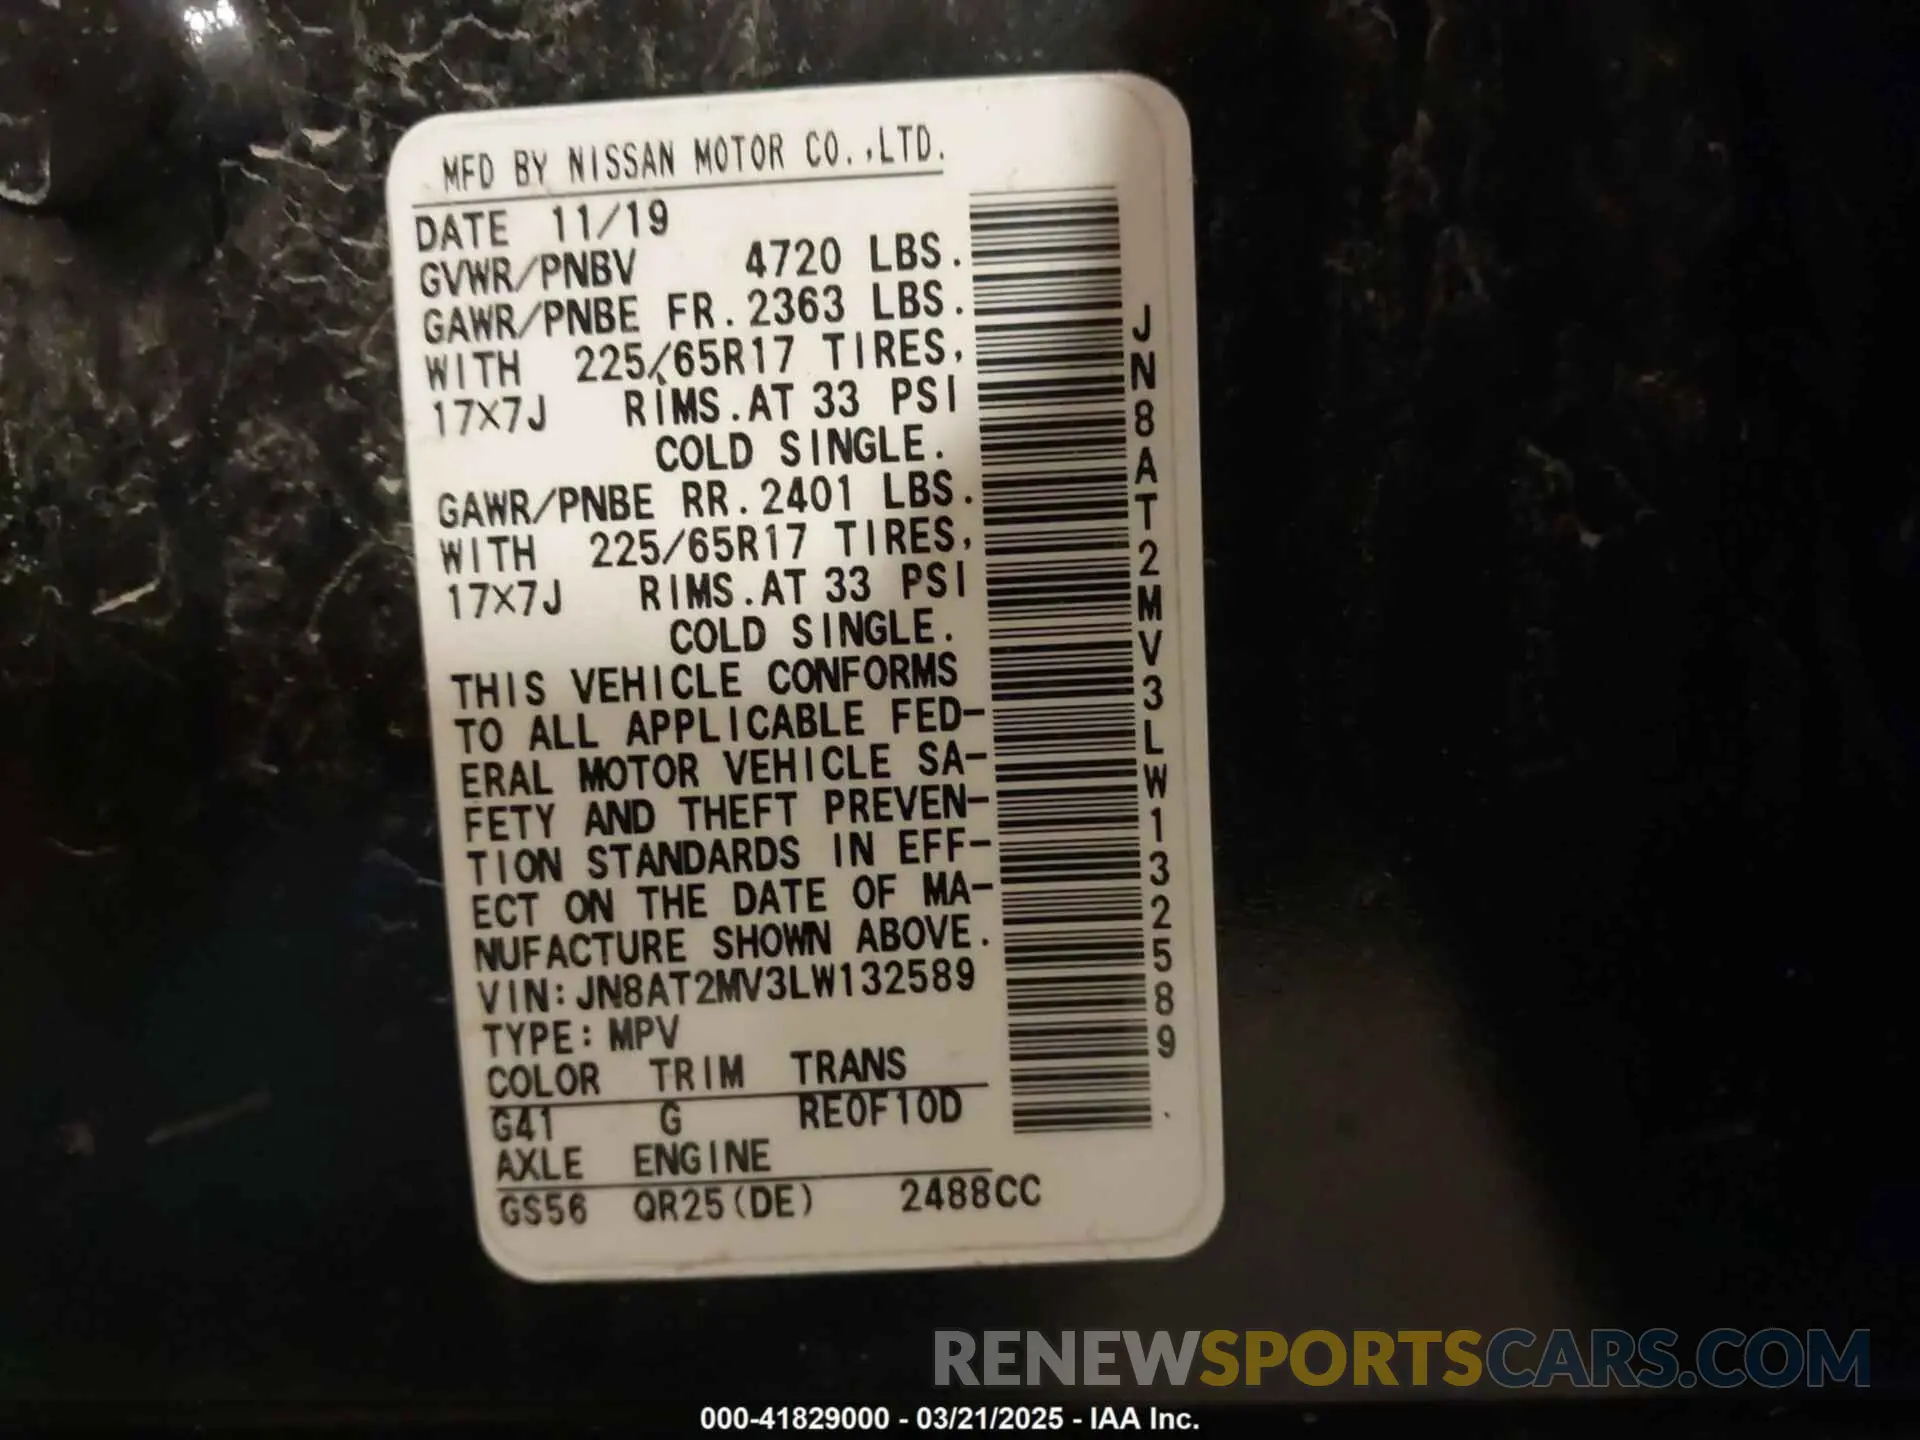 MFD BY NISSAN MOTOR CO.,LTD.
DATE 11/19
GVWR/PNBV 4720 LBS.
GAWR/PNBE FR.2363 LBS.
WITH 225/65R17 TIRES,
17X7J RIMS.AT 33 PSI
COLD SINGLE.
GAWR/PNBE RR.2401 LBS.
WITH 225/65R17 TIRES,
17X7J RIMS.AT 33 PSI
COLD SINGLE.
THIS VEHICLE CONFORMS
TO ALL APPLICABLE FED-
ERAL MOTOR VEHICLE SA-
FETY AND THEFT PREVEN-
TION STANDARDS IN EFF-
ECT ON THE DATE OF MA-
NUFACTURE SHOWN ABOVE.
VIN:JN8AT2MV3LW132589
TYPE:MPV
COLOR TRIM TRANS
G41 G RE0F10D
AXLE ENGINE
GS56 QR25(DE) 2488CC
JN8AT2MV3LW132589
RENEWSPORTSCARS.COM
000-41829000 - 03/21/2025 - IAA Inc.